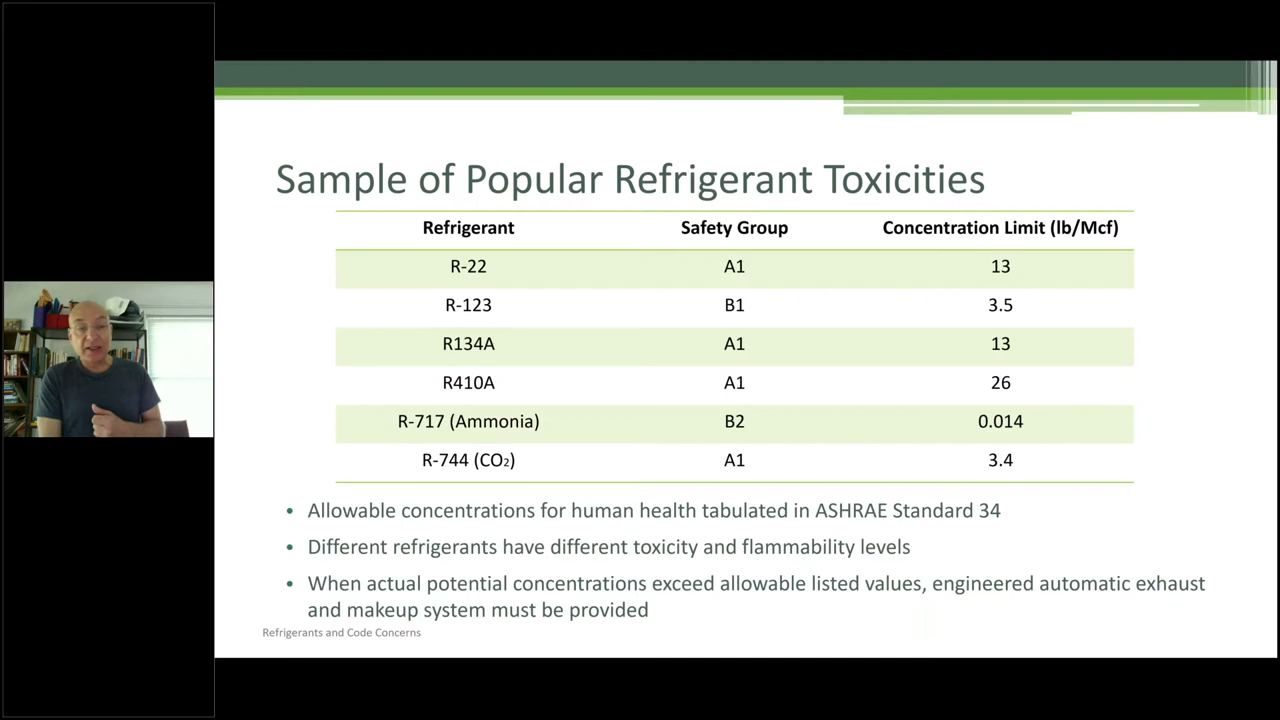 Sample of Popular Refrigerant Toxicities
Refrigerant Safety Group Concentration Limit (lb/Mcf)
R-22 A1 13
R-123 B1 3.5
R134A A1 13
R410A A1 26
R-717 (Ammonia) B2 0.014
R-744 (CO₂) A1 3.4
• Allowable concentrations for human health tabulated in ASHRAE Standard 34
• Different refrigerants have different toxicity and flammability levels
• When actual potential concentrations exceed allowable listed values, engineered automatic exhaust
and makeup system must be provided
Refrigerants and Code Concerns